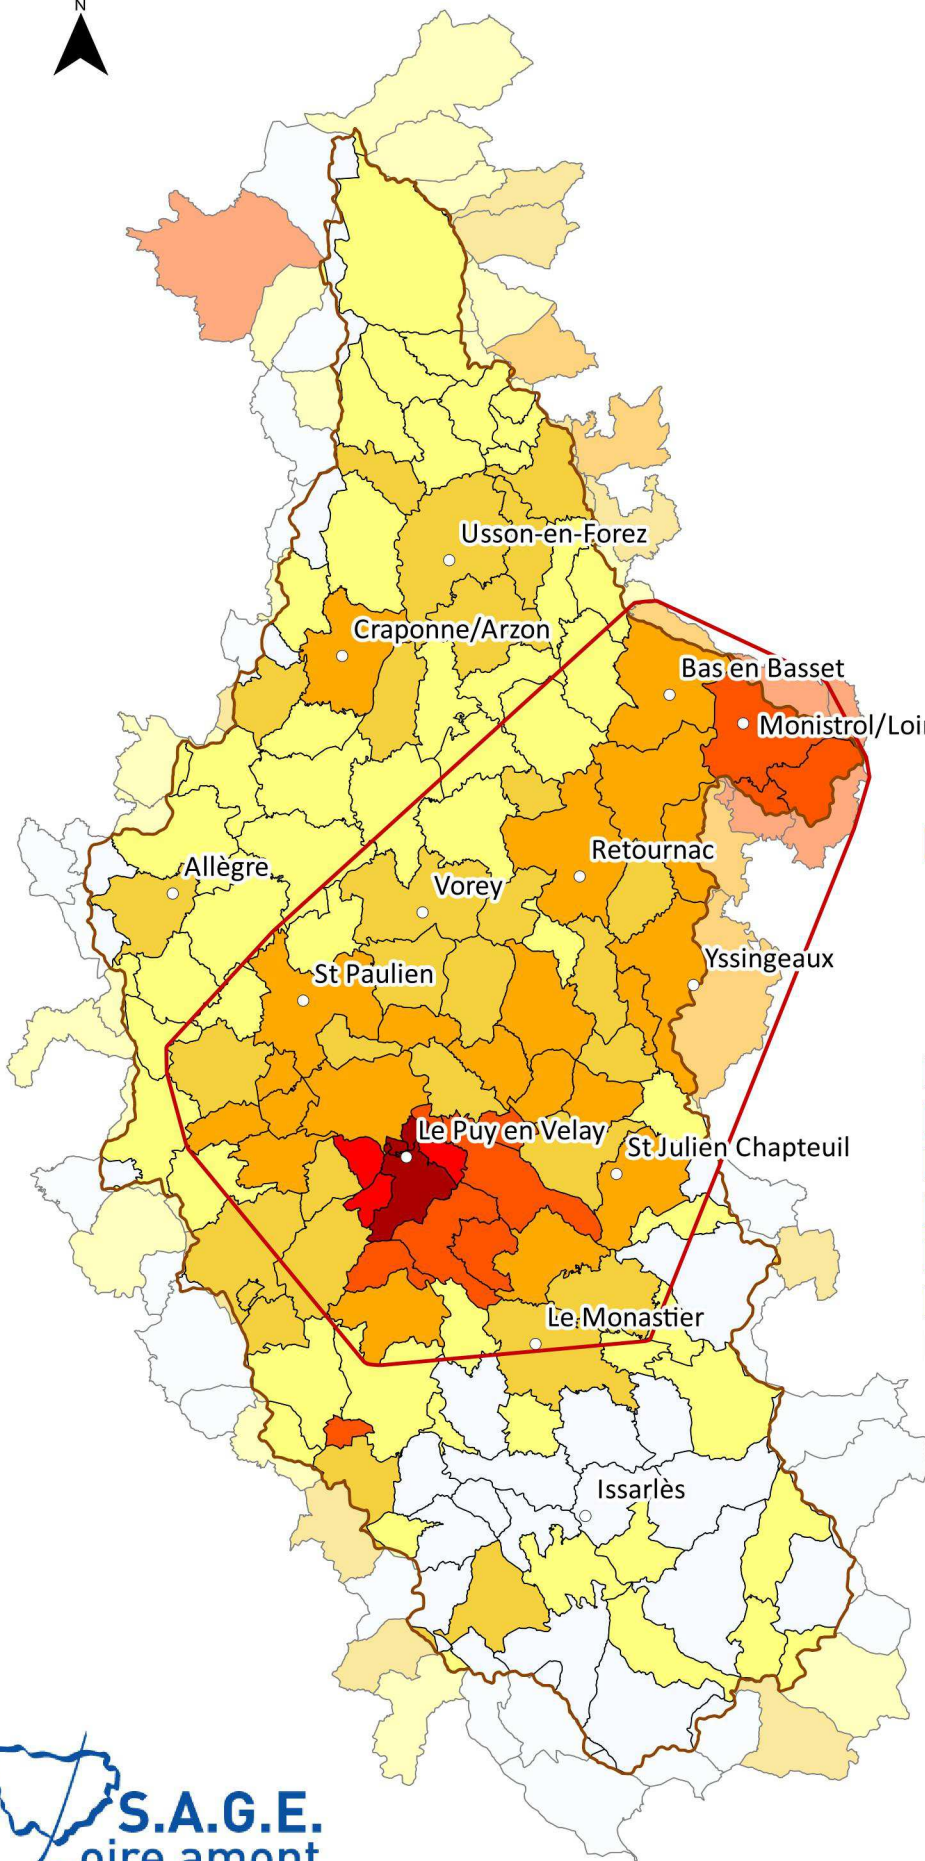 N
Usson-en-Forez
Craponne/Arzon
Bas en Basset
Monistrol/Loir
Retournac
Allègre
Vorey
Yssingeaux
St Paulien
Le Puy en Velay
St Julien Chapteuil
Le Monastier
Issarlès
S.A.G.E.
oire amont